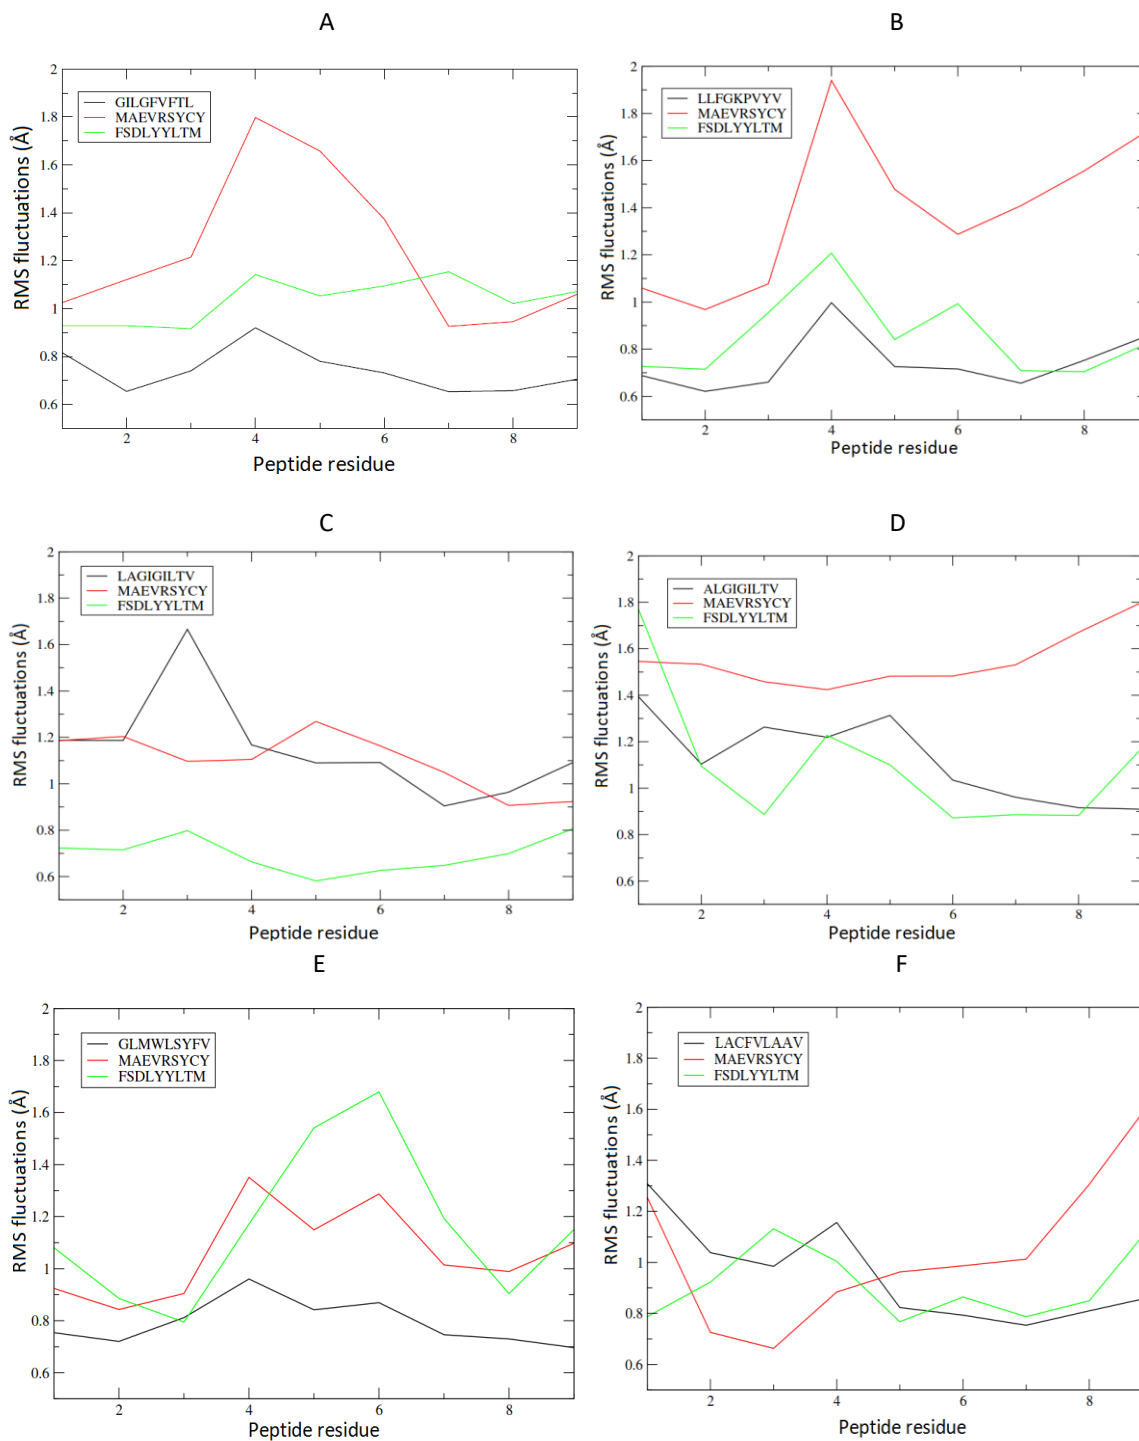 A
2
1.8
1.6
1.4
1.2
1
0.8
0.6
RMS fluctuations (Å)
GILGFVFTL
MAEVRSYCY
FSDLYYLTM
2 4 6 8
Peptide residue
B
2
1.8
1.6
1.4
1.2
1
0.8
0.6
RMS fluctuations (Å)
LLFGKPVYV
MAEVRSYCY
FSDLYYLTM
2 4 6 8
Peptide residue
C
2
1.8
1.6
1.4
1.2
1
0.8
0.6
RMS fluctuations (Å)
LAGIGILTV
MAEVRSYCY
FSDLYYLTM
2 4 6 8
Peptide residue
D
2
1.8
1.6
1.4
1.2
1
0.8
0.6
RMS fluctuations (Å)
ALGIGILTV
MAEVRSYCY
FSDLYYLTM
2 4 6 8
Peptide residue
E
2
1.8
1.6
1.4
1.2
1
0.8
0.6
RMS fluctuations (Å)
GLMWLSYFV
MAEVRSYCY
FSDLYYLTM
2 4 6 8
Peptide residue
F
2
1.8
1.6
1.4
1.2
1
0.8
0.6
RMS fluctuations (Å)
LACFVLAAV
MAEVRSYCY
FSDLYYLTM
2 4 6 8
Peptide residue